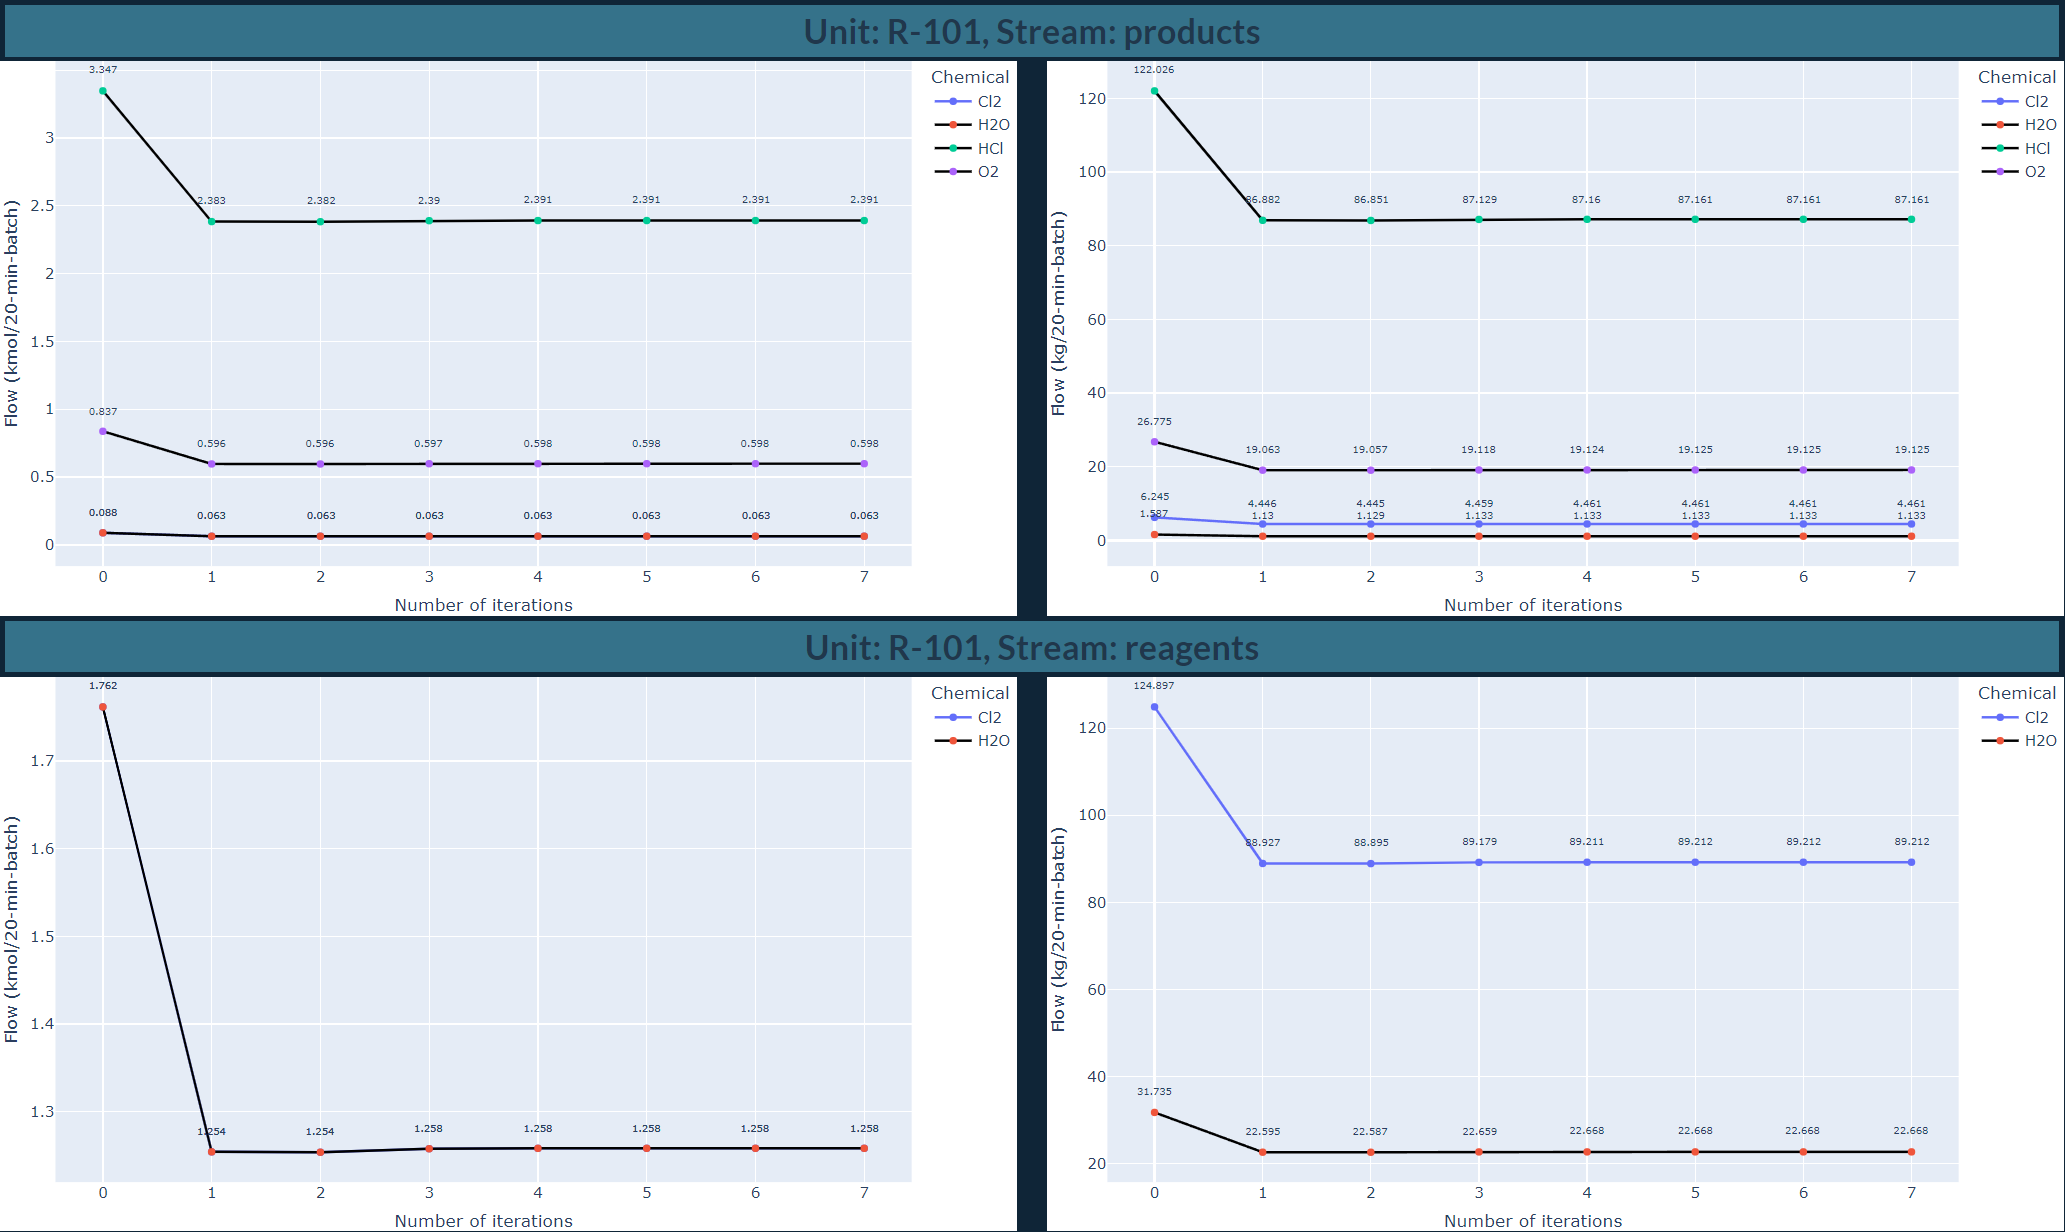 Unit: R-101, Stream: products
Flow (kmol/20-min-batch)
3
2.5
2
1.5
1
0.5
0
3.347
2.383 2.382 2.39 2.391 2.391 2.391 2.391
0.837
0.596 0.596 0.597 0.598 0.598 0.598 0.598
0.088 0.063 0.063 0.063 0.063 0.063 0.063 0.063
0 1 2 3 4 5 6 7
Number of iterations
Chemical
Cl2
H2O
HCl
O2
Flow (kg/20-min-batch)
120
100
80
60
40
20
0
122.026
86.882 86.851 87.129 87.16 87.161 87.161 87.161
26.775
19.063 19.057 19.118 19.124 19.125 19.125 19.125
6.245 4.446 4.445 4.459 4.461 4.461 4.461 4.461
1.587 1.13 1.129 1.133 1.133 1.133 1.133 1.133
0 1 2 3 4 5 6 7
Number of iterations
Chemical
Cl2
H2O
HCl
O2
Unit: R-101, Stream: reagents
Flow (kmol/20-min-batch)
1.7
1.6
1.5
1.4
1.3
1.762
1.254 1.254 1.258 1.258 1.258 1.258 1.258
0 1 2 3 4 5 6 7
Number of iterations
Chemical
Cl2
H2O
Flow (kg/20-min-batch)
120
100
80
60
40
20
124.897
88.927 88.895 89.179 89.211 89.212 89.212 89.212
31.735
22.595 22.587 22.659 22.668 22.668 22.668 22.668
0 1 2 3 4 5 6 7
Number of iterations
Chemical
Cl2
H2O